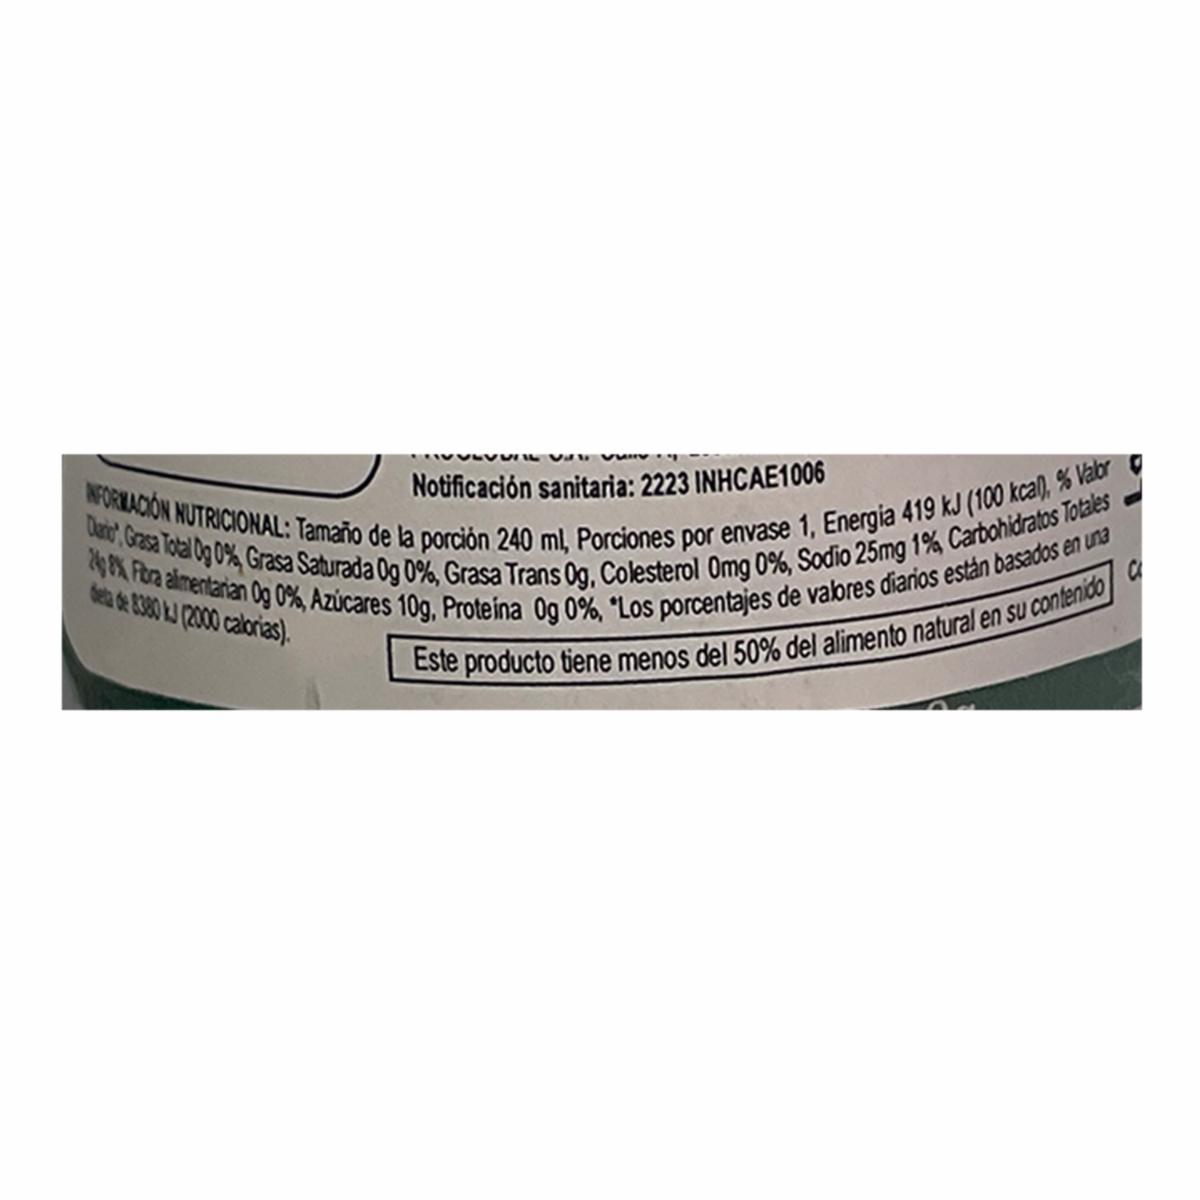 Notificación sanitaria: 2223 INHCAE1006
INFORMACIÓN NUTRICIONAL: Tamaño de la porción 240 ml, Porciones por envase 1, Energia 419 kJ (100 kcal), % Valor
Diario*, Grasa Total 0g 0%, Grasa Saturada 0g 0%, Grasa Trans 0g, Colesterol 0mg 0%, Sodio 25mg 1%, Carbohidratos Totales
24g 8%, Fibra alimentarian 0g 0%, Azúcares 10g, Proteína 0g 0%, *Los porcentajes de valores diarios están basados en una
dieta de 8380 kJ (2000 calorias).
Este producto tiene menos del 50% del alimento natural en su contenido